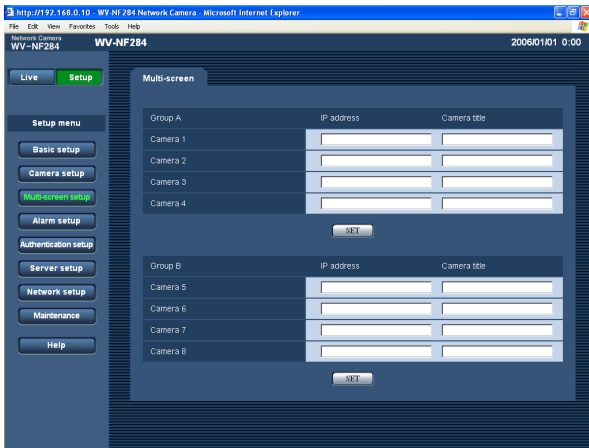 http://192.168.0.10 - WV-NF284 Network Camera - Microsoft Internet Explorer
File Edit View Favorites Tools Help
Network Camera
WV-NF284
WV-NF284
2006/01/01 0:00
Live
Setup
Multi-screen
Setup menu
Basic setup
Camera setup
Multi-screen setup
Alarm setup
Authentication setup
Server setup
Network setup
Maintenance
Help
Group A IP address Camera title
Camera 1
Camera 2
Camera 3
Camera 4
SET
Group B IP address Camera title
Camera 5
Camera 6
Camera 7
Camera 8
SET